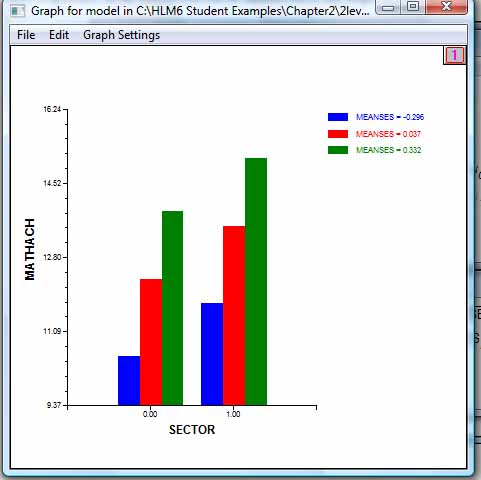 Graph for model in C:\HLM6 Student Examples\Chapter2\2lev...
File Edit Graph Settings
1
16.24
14.52
12.80
11.09
9.37
MATHACH
MEANSES = -0.296
MEANSES = 0.037
MEANSES = 0.332
0.00 1.00
SECTOR